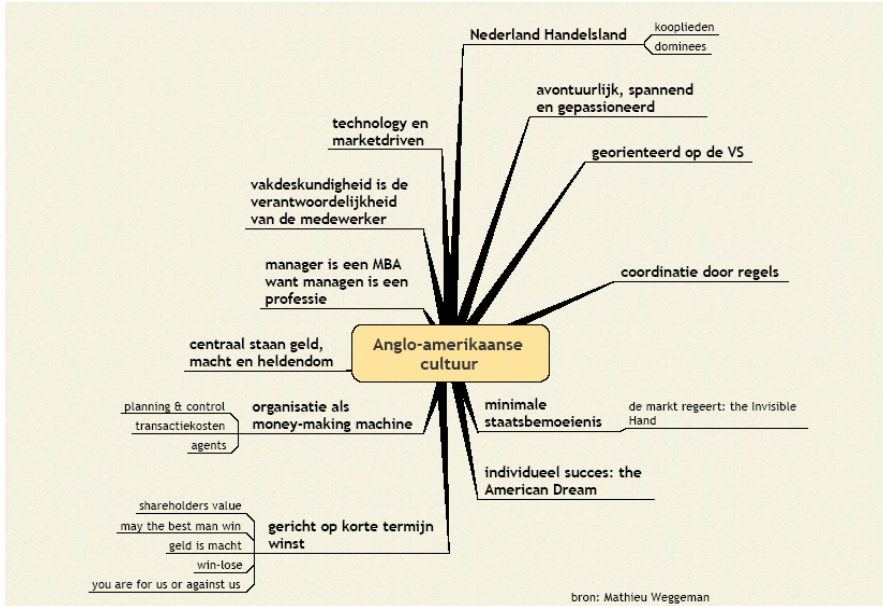 Anglo-amerikaanse
cultuur
Nederland Handelsland
kooplieden
dominees
avontuurlijk, spannend
en gepassioneerd
georienteerd op de VS
coordinatie door regels
minimale
staatsbemoeienis
de markt regeert: the Invisible
Hand
individueel succes: the
American Dream
technology en
marketdriven
vakdeskundigheid is de
verantwoordelijkheid
van de medewerker
manager is een MBA
want managen is een
professie
centraal staan geld,
macht en heldendom
organisatie als
money-making machine
planning & control
transactiekosten
agents
gericht op korte termijn
winst
shareholders value
may the best man win
geld is macht
win-lose
you are for us or against us
bron: Mathieu Weggeman